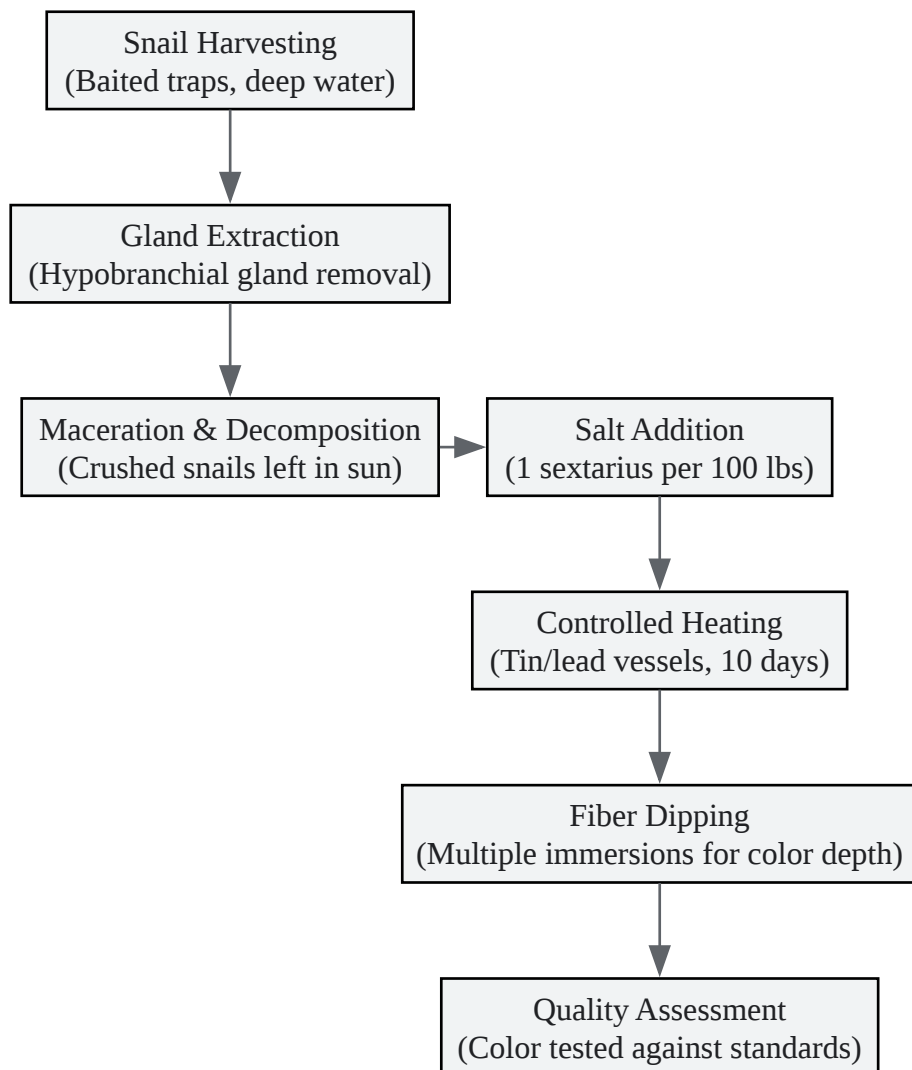 Snail Harvesting
(Baited traps, deep water)
Gland Extraction
(Hypobranchial gland removal)
Maceration & Decomposition
(Crushed snails left in sun)
Salt Addition
(1 sextarius per 100 lbs)
Controlled Heating
(Tin/lead vessels, 10 days)
Fiber Dipping
(Multiple immersions for color depth)
Quality Assessment
(Color tested against standards)